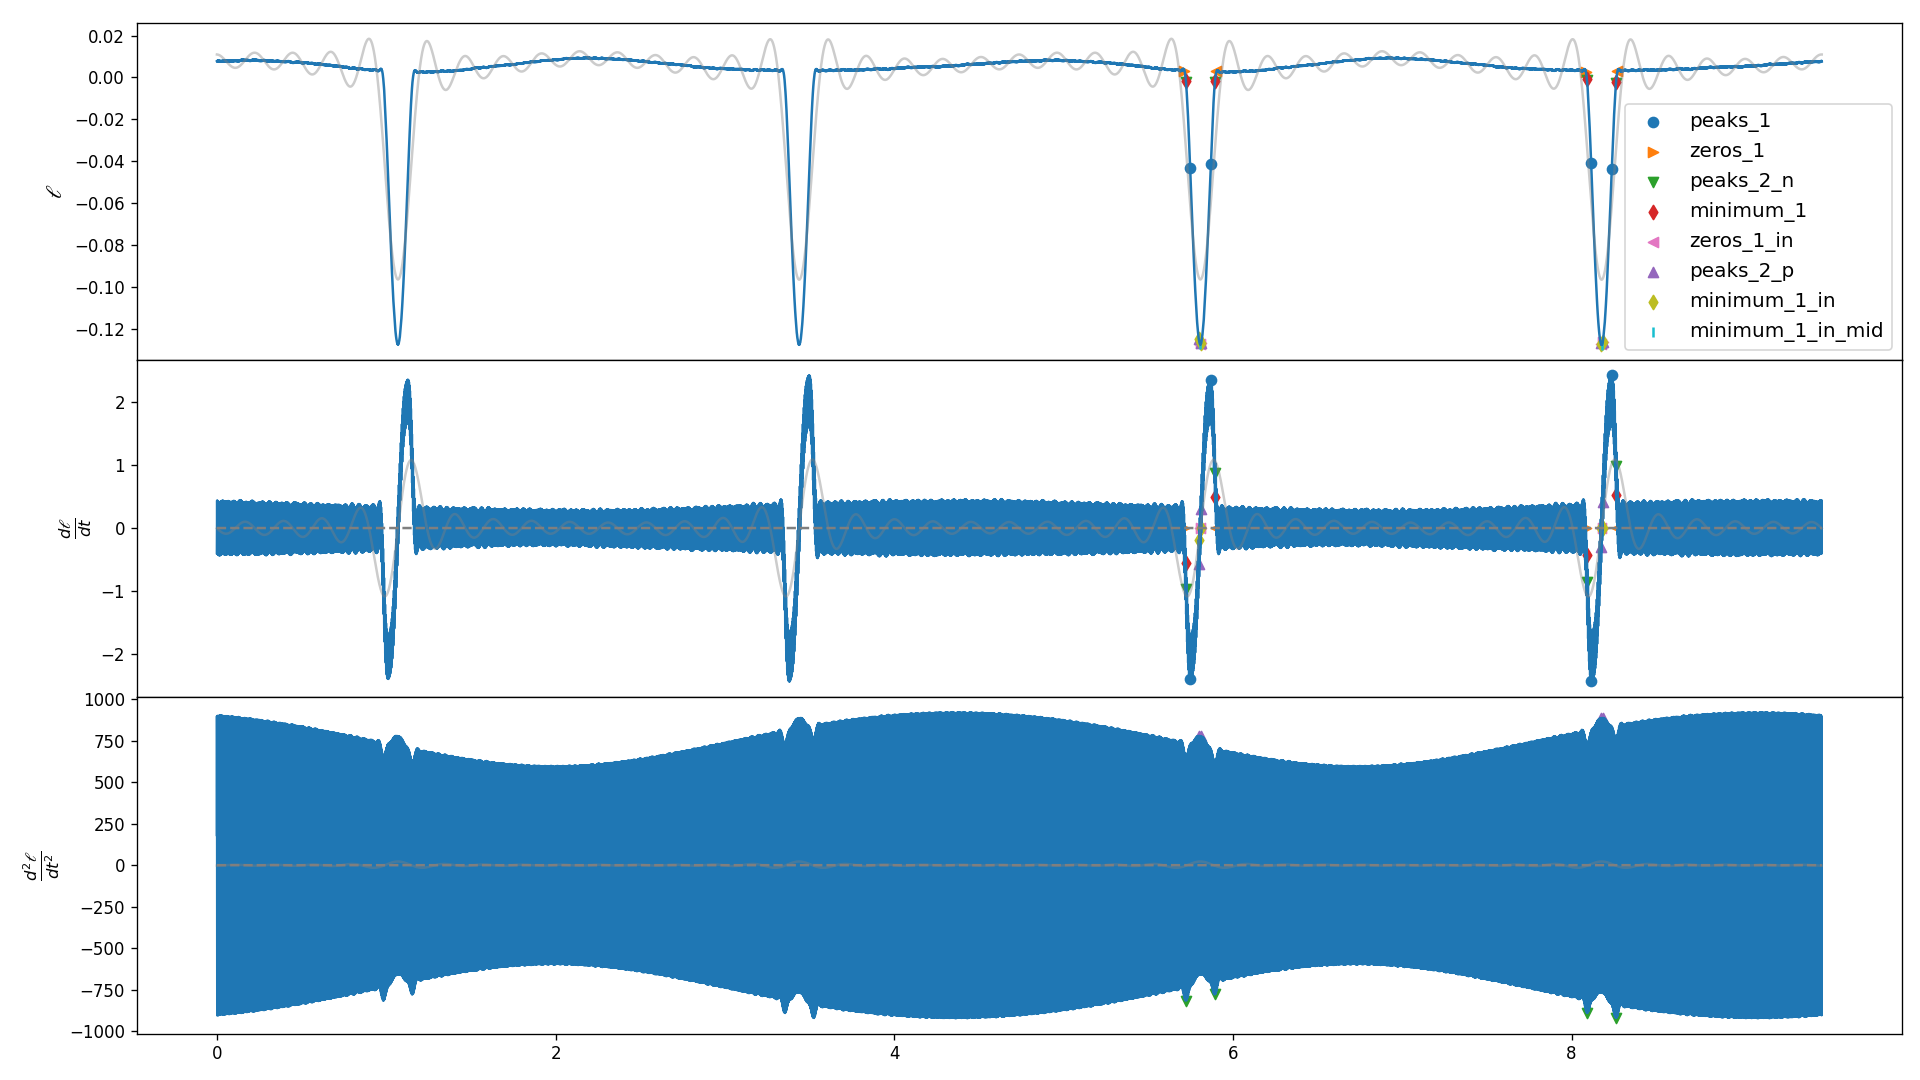 0.02
0.00
−0.02
−0.04
−0.06
−0.08
−0.10
−0.12
ℓ
peaks_1
zeros_1
peaks_2_n
minimum_1
zeros_1_in
peaks_2_p
minimum_1_in
minimum_1_in_mid
2
1
0
−1
−2
dℓ/dt
1000
750
500
250
0
−250
−500
−750
−1000
d²ℓ/dt²
0 2 4 6 8